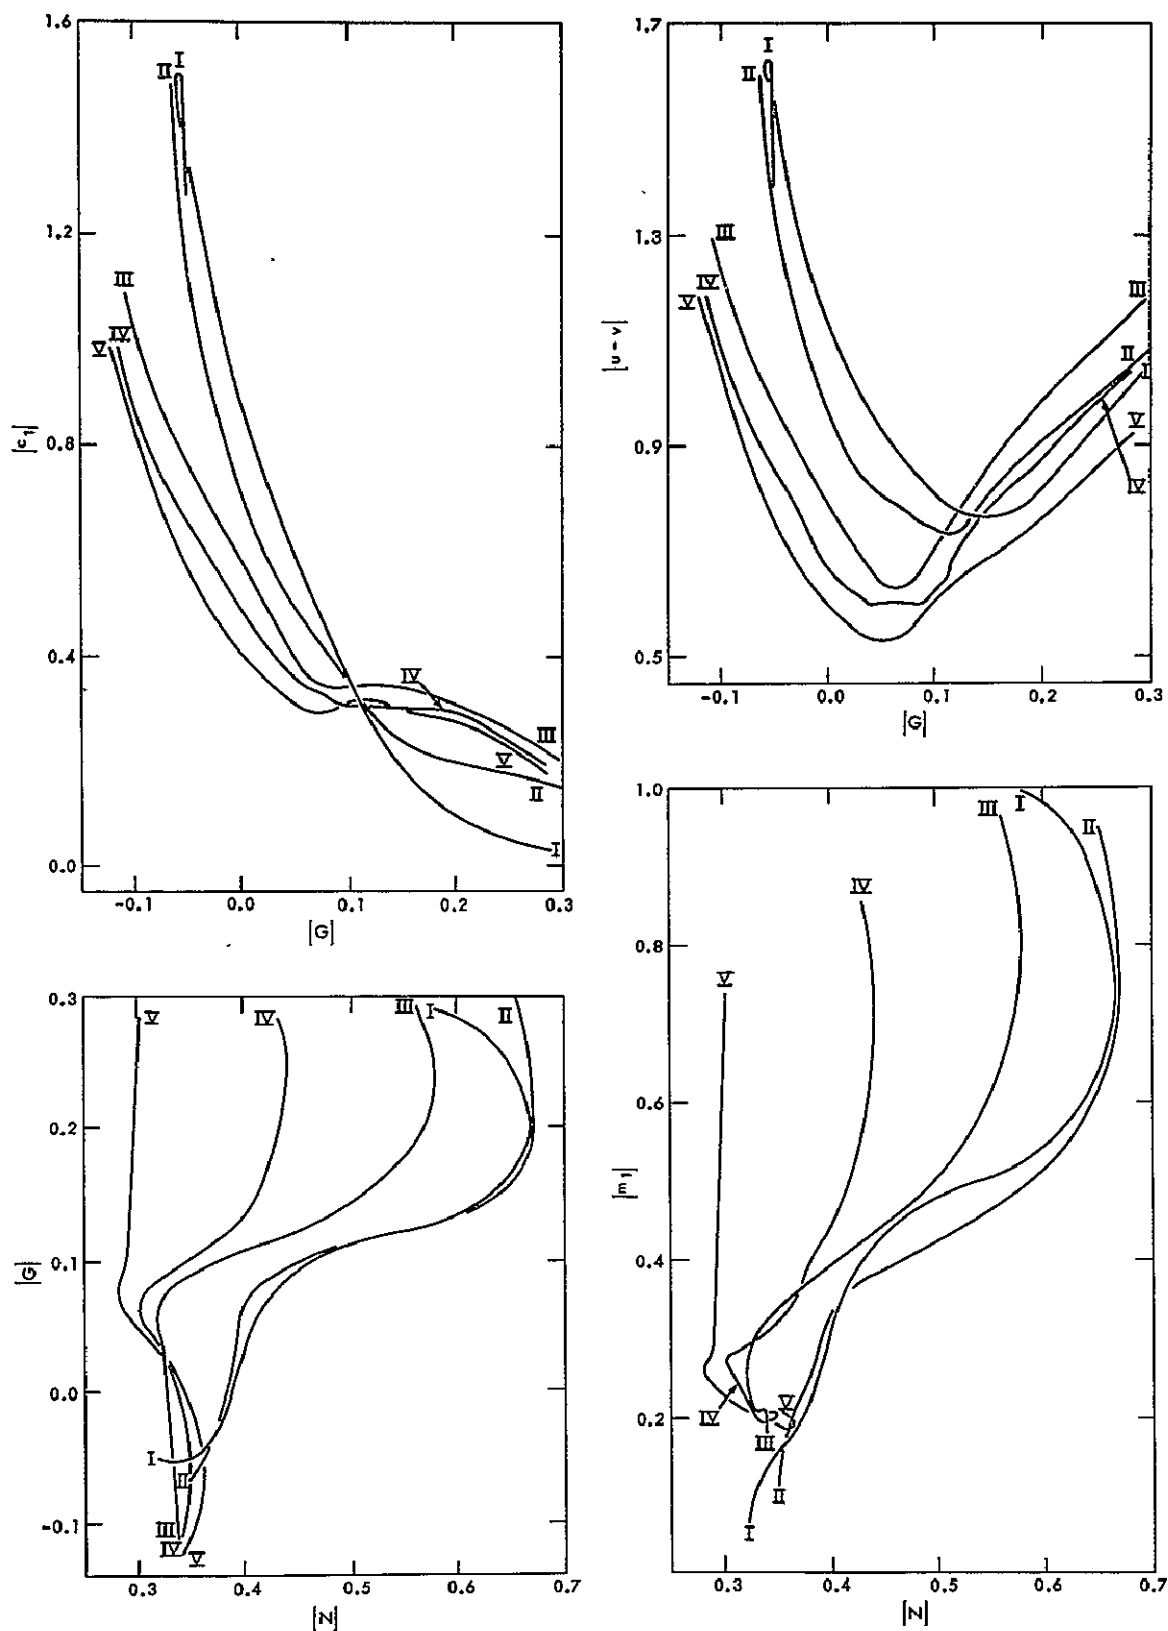 1.6
I
II
1.2
III
IV
V
[c₁]
0.8
0.4
IV
III
V
II
I
0.0
-0.1 0.0 0.1 0.2 0.3
[G]
1.7
I
II
1.3
III
IV
V
III
II
I
V
IV
[u-v]
0.9
0.5
-0.1 0.0 0.1 0.2 0.3
[G]
0.3
V IV III I II
0.2
[G]
0.1
0.0
I
II
-0.1
III
IV
V
0.3 0.4 0.5 0.6 0.7
[N]
1.0
III I II
IV
0.8
V
0.6
[m₁]
0.4
V
0.2
IV
III
II
I
0.3 0.4 0.5 0.6 0.7
[N]